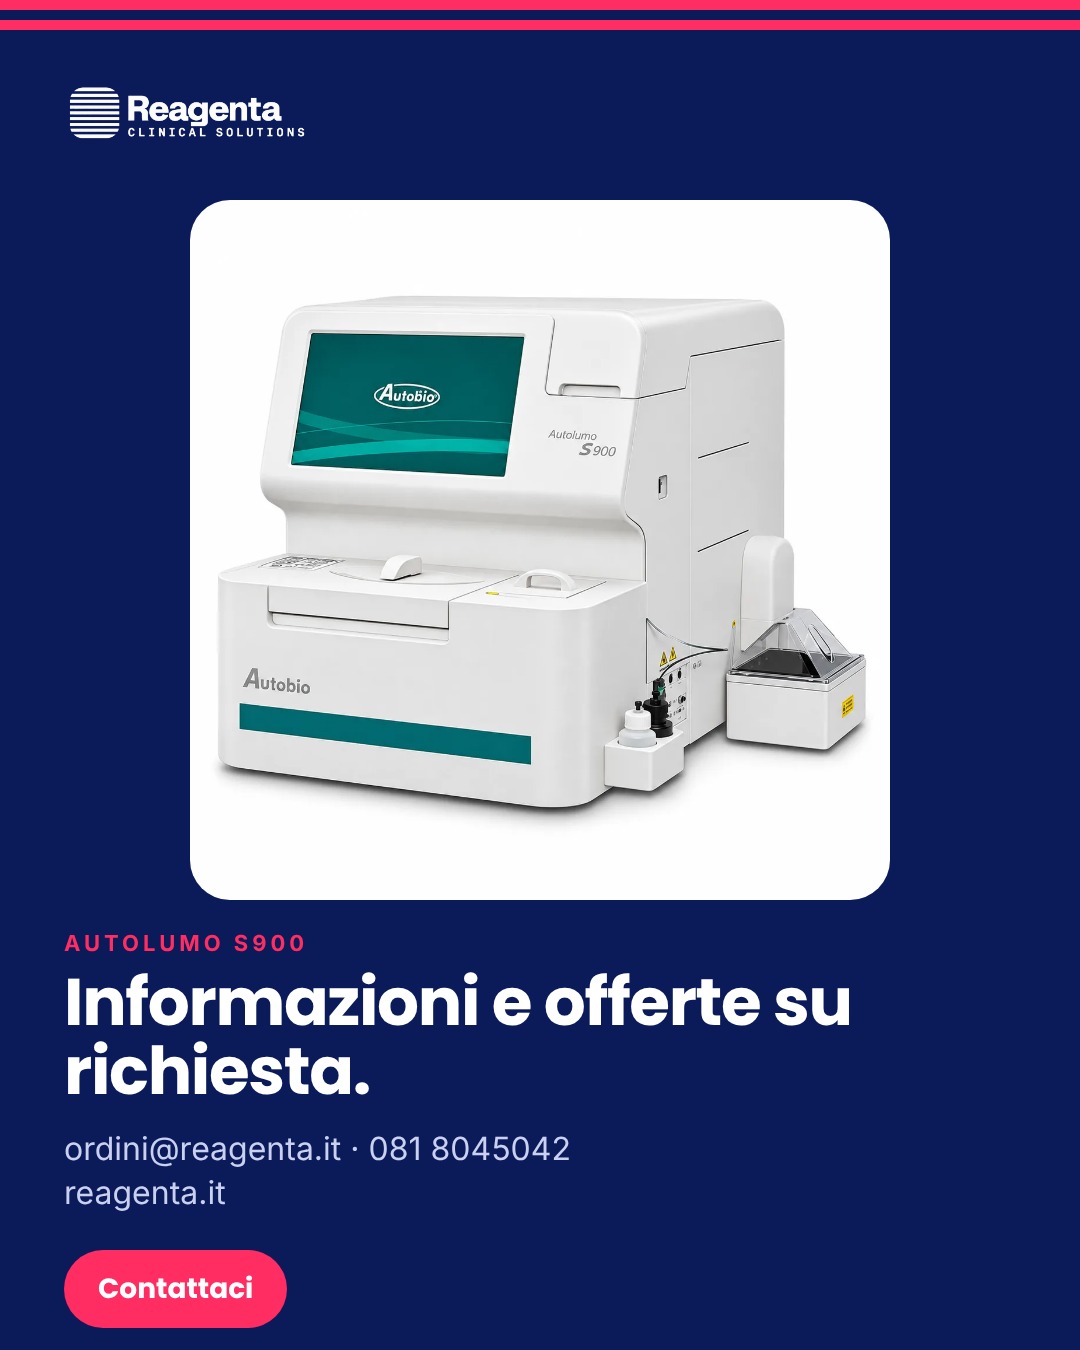 Reagenta
CLINICAL SOLUTIONS
Autobio
Autolumo
S900
Autobio
AUTOLUMO S900
Informazioni e offerte su
richiesta.
ordini@reagenta.it · 081 8045042
reagenta.it
Contattaci